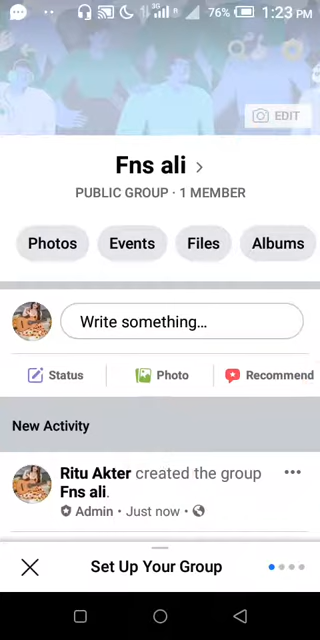 3G
R
76%
1:23 PM
EDIT
Fns ali
PUBLIC GROUP · 1 MEMBER
Photos
Events
Files
Albums
Write something...
Status
Photo
Recommend
New Activity
Ritu Akter created the group
Fns ali.
Admin • Just now •
Set Up Your Group